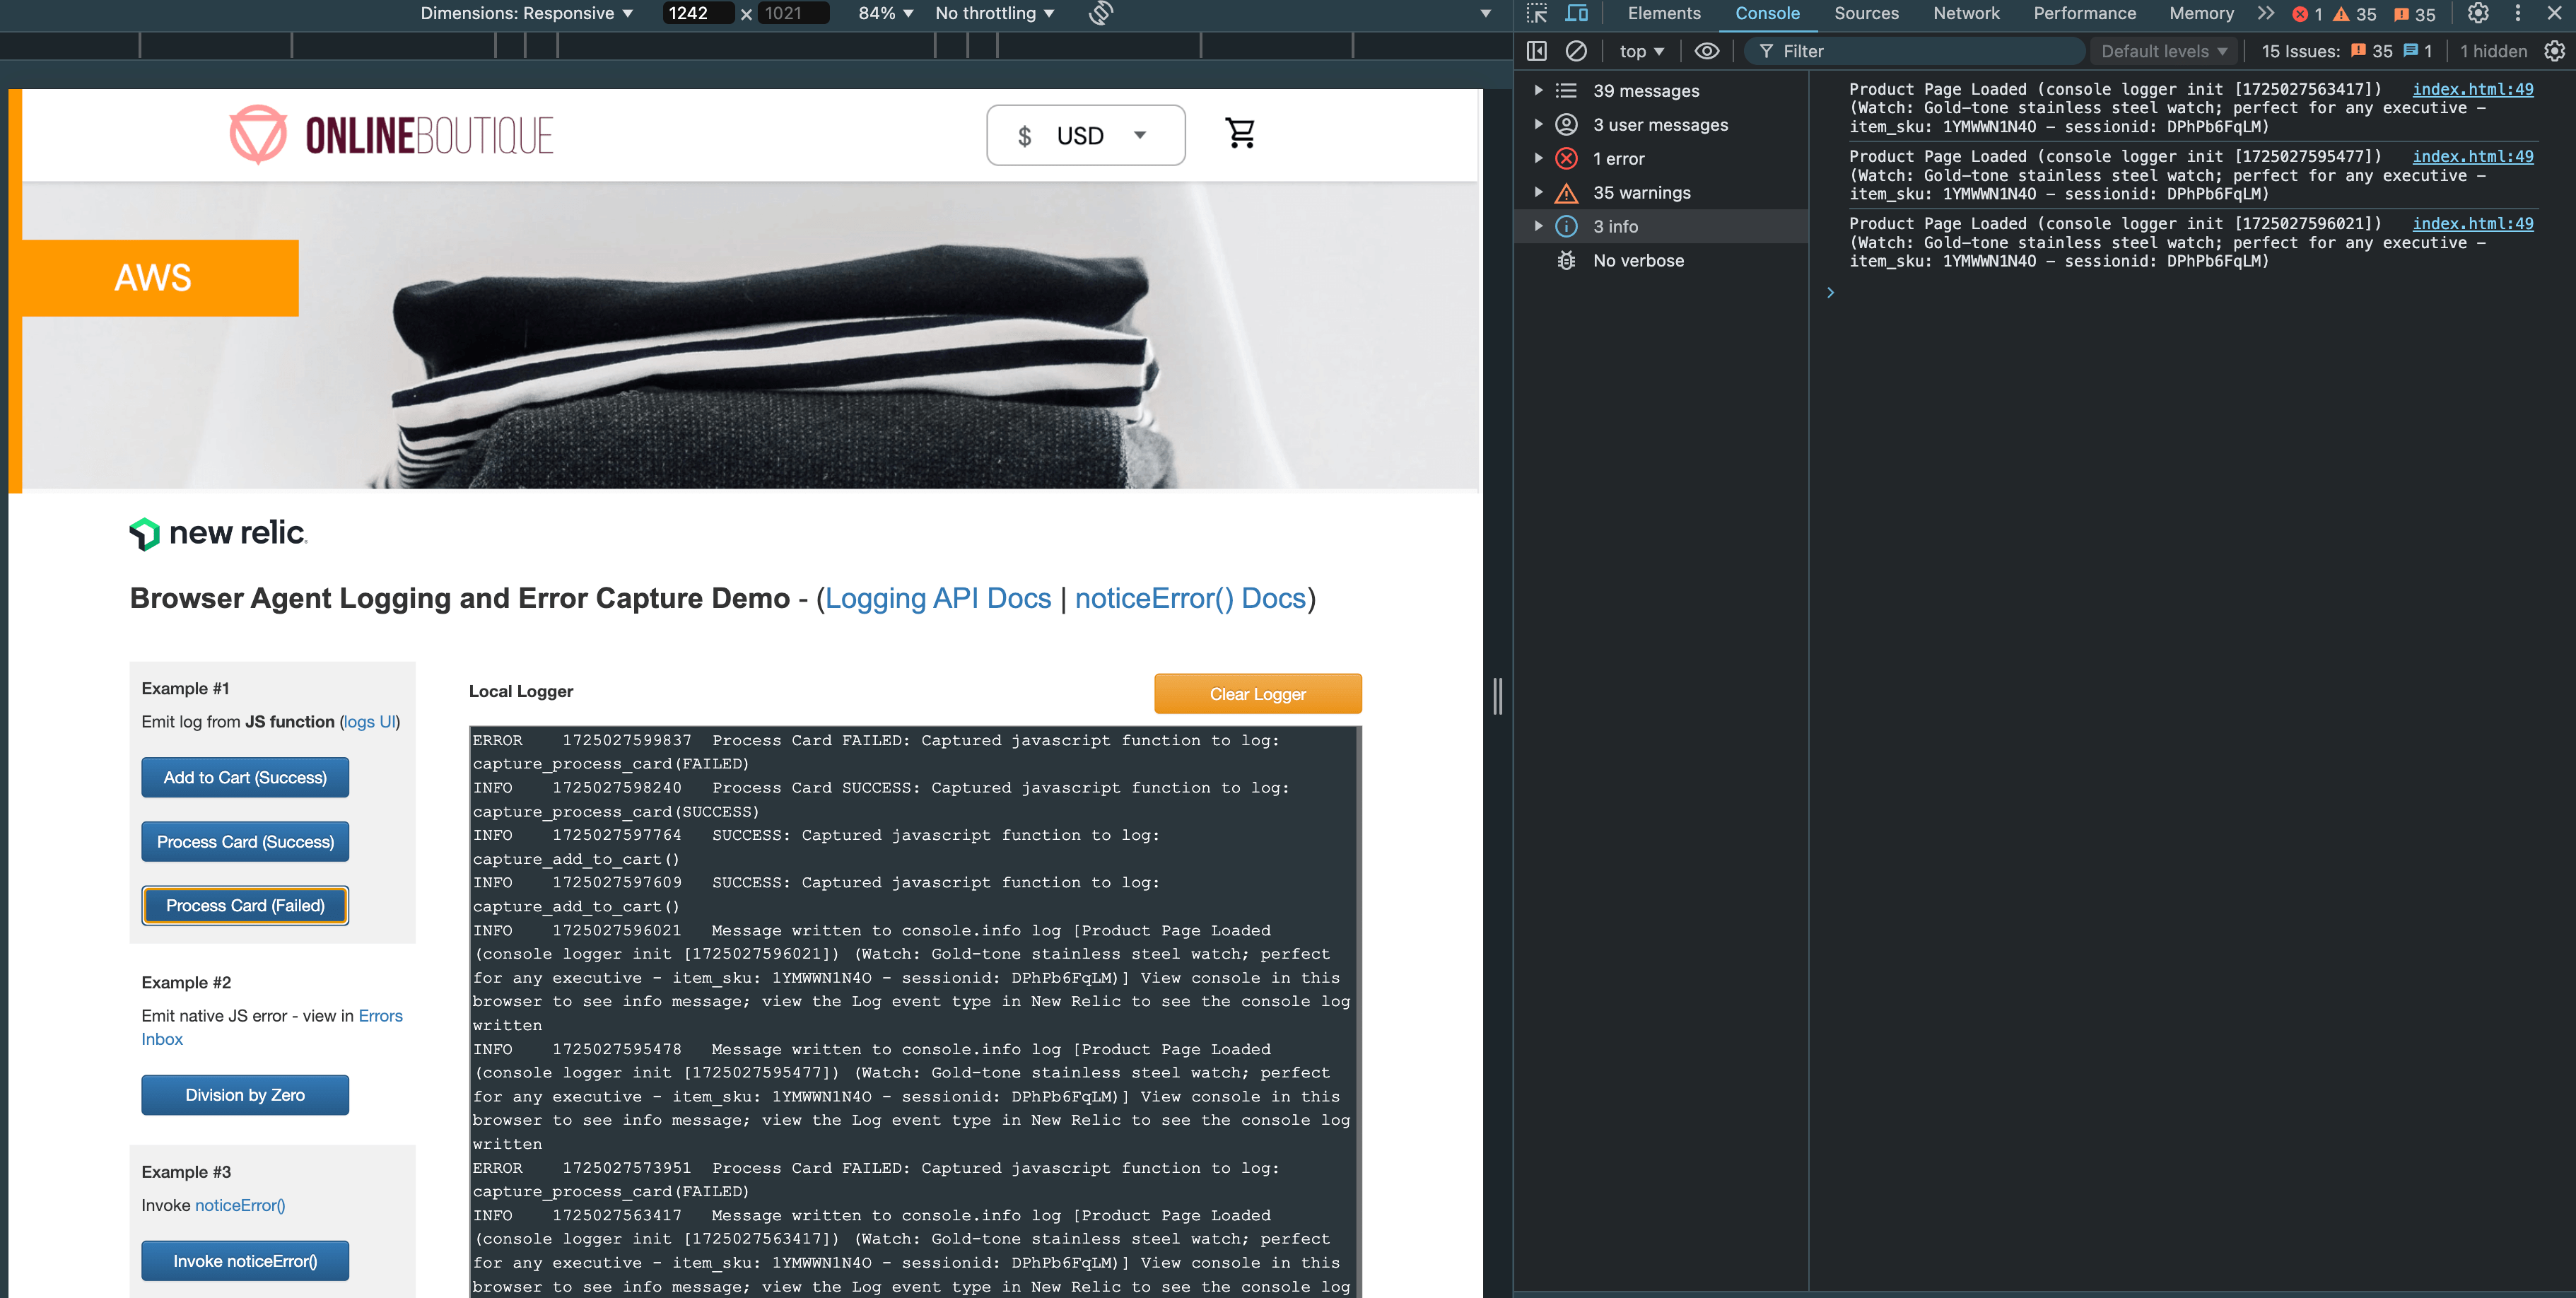 Dimensions: Responsive 1242 × 1021 84% No throttling
ONLINEBOUTIQUE
$ USD
AWS
new relic.
Browser Agent Logging and Error Capture Demo - (Logging API Docs | noticeError() Docs)
Example #1
Emit log from JS function (logs UI)
Add to Cart (Success)
Process Card (Success)
Process Card (Failed)
Example #2
Emit native JS error - view in Errors
Inbox
Division by Zero
Example #3
Invoke noticeError()
Invoke noticeError()
Local Logger
Clear Logger
ERROR 1725027599837 Process Card FAILED: Captured javascript function to log:
capture_process_card(FAILED)
INFO 1725027598240 Process Card SUCCESS: Captured javascript function to log:
capture_process_card(SUCCESS)
INFO 1725027597764 SUCCESS: Captured javascript function to log:
capture_add_to_cart()
INFO 1725027597609 SUCCESS: Captured javascript function to log:
capture_add_to_cart()
INFO 1725027596021 Message written to console.info log [Product Page Loaded
(console logger init [1725027596021]) (Watch: Gold-tone stainless steel watch; perfect
for any executive - item_sku: 1YMWWN1N4O - sessionid: DPhPb6FqLM)] View console in this
browser to see info message; view the Log event type in New Relic to see the console log
written
INFO 1725027595478 Message written to console.info log [Product Page Loaded
(console logger init [1725027595477]) (Watch: Gold-tone stainless steel watch; perfect
for any executive - item_sku: 1YMWWN1N4O - sessionid: DPhPb6FqLM)] View console in this
browser to see info message; view the Log event type in New Relic to see the console log
written
ERROR 1725027573951 Process Card FAILED: Captured javascript function to log:
capture_process_card(FAILED)
INFO 1725027563417 Message written to console.info log [Product Page Loaded
(console logger init [1725027563417]) (Watch: Gold-tone stainless steel watch; perfect
for any executive - item_sku: 1YMWWN1N4O - sessionid: DPhPb6FqLM)] View console in this
browser to see info message; view the Log event type in New Relic to see the console log
Elements Console Sources Network Performance Memory 1 35 35
top Filter Default levels 15 Issues: 35 1 1 hidden
39 messages
3 user messages
1 error
35 warnings
3 info
No verbose
Product Page Loaded (console logger init [1725027563417]) index.html:49
(Watch: Gold-tone stainless steel watch; perfect for any executive -
item_sku: 1YMWWN1N4O - sessionid: DPhPb6FqLM)
Product Page Loaded (console logger init [1725027595477]) index.html:49
(Watch: Gold-tone stainless steel watch; perfect for any executive -
item_sku: 1YMWWN1N4O - sessionid: DPhPb6FqLM)
Product Page Loaded (console logger init [1725027596021]) index.html:49
(Watch: Gold-tone stainless steel watch; perfect for any executive -
item_sku: 1YMWWN1N4O - sessionid: DPhPb6FqLM)